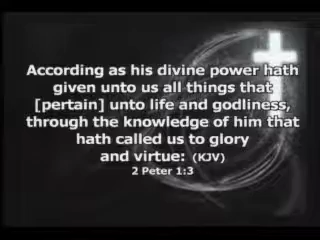 According as his divine power hath
given unto us all things that
[pertain] unto life and godliness,
through the knowledge of him that
hath called us to glory
and virtue: (KJV)
2 Peter 1:3